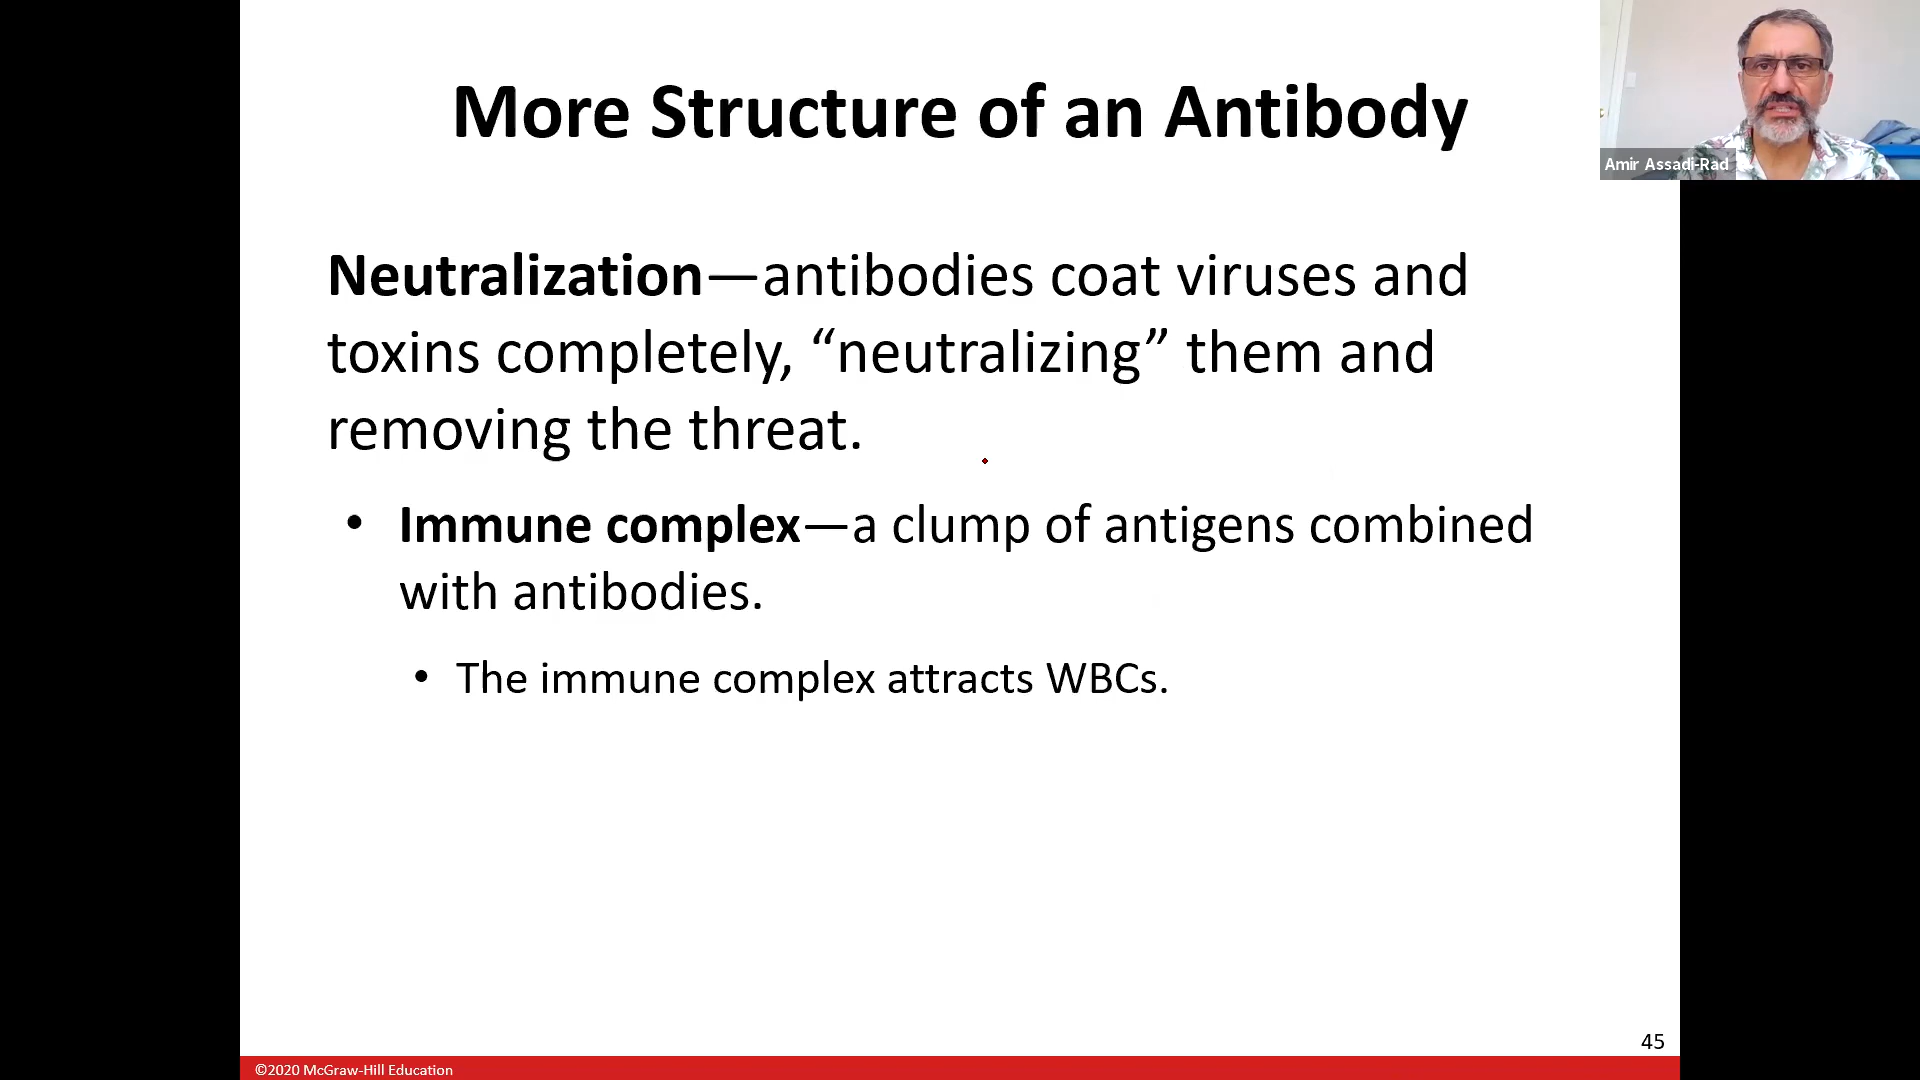 More Structure of an Antibody
Amir Assadi-Rad
Neutralization—antibodies coat viruses and
toxins completely, “neutralizing” them and
removing the threat.
• Immune complex—a clump of antigens combined
with antibodies.
• The immune complex attracts WBCs.
45
©2020 McGraw-Hill Education